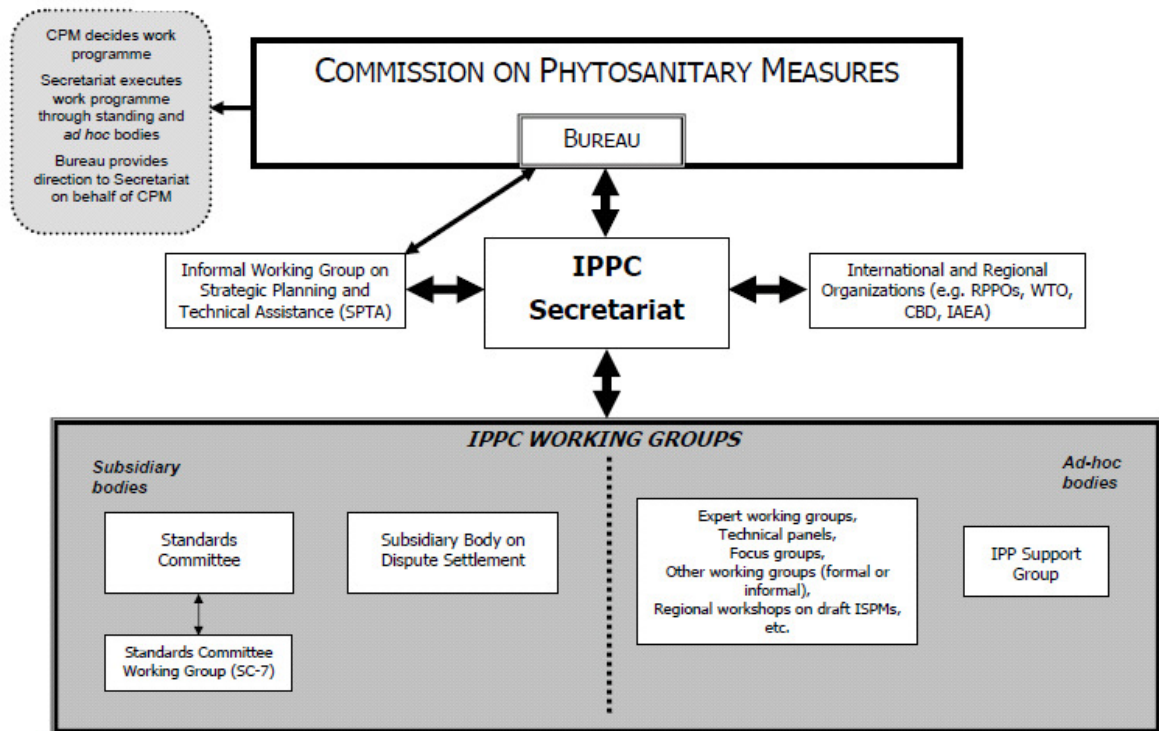 CPM decides work
programme
Secretariat executes
work programme
through standing and
ad hoc bodies
Bureau provides
direction to Secretariat
on behalf of CPM
COMMISSION ON PHYTOSANITARY MEASURES
BUREAU
Informal Working Group on
Strategic Planning and
Technical Assistance (SPTA)
IPPC
Secretariat
International and Regional
Organizations (e.g. RPPOs, WTO,
CBD, IAEA)
IPPC WORKING GROUPS
Subsidiary
bodies
Ad-hoc
bodies
Standards
Committee
Subsidiary Body on
Dispute Settlement
Expert working groups,
Technical panels,
Focus groups,
Other working groups (formal or
informal),
Regional workshops on draft ISPMs,
etc.
IPP Support
Group
Standards Committee
Working Group (SC-7)